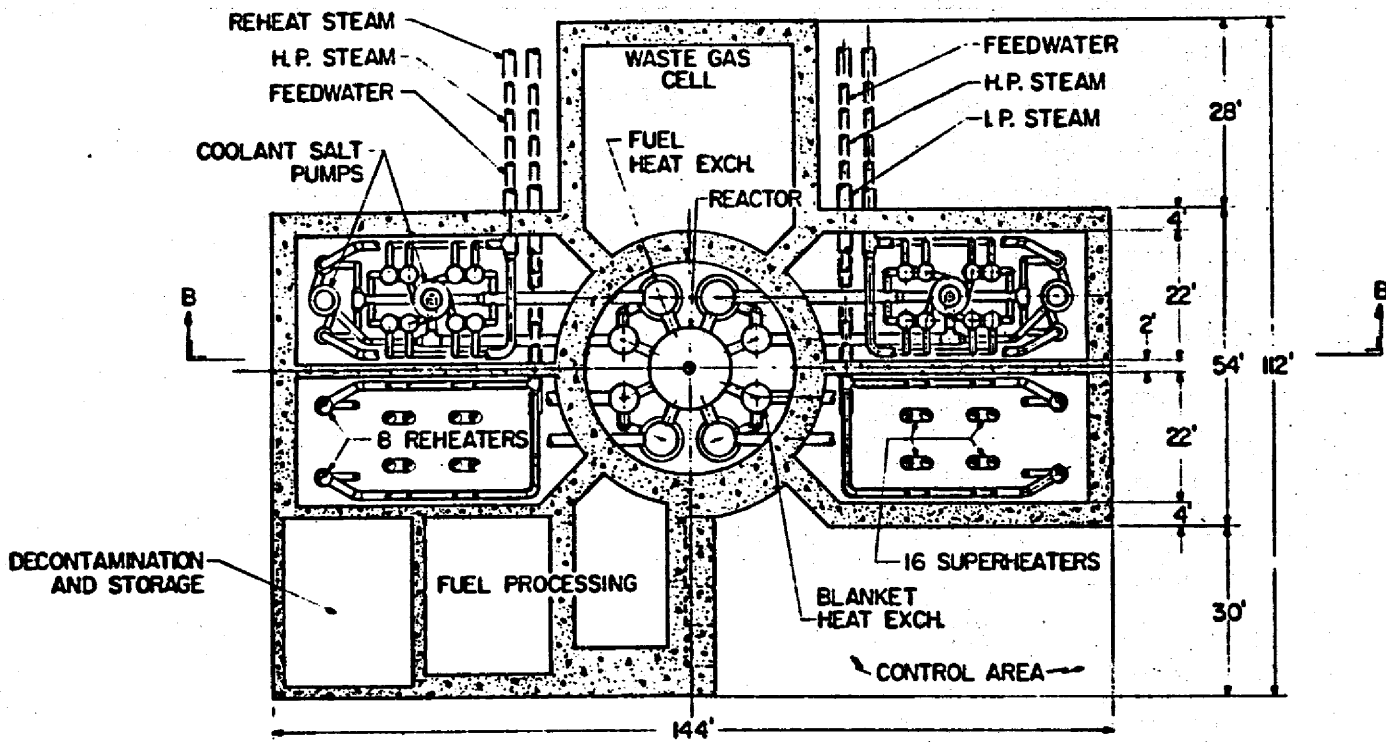 REHEAT STEAM
H.P. STEAM
FEEDWATER
COOLANT SALT
PUMPS
WASTE GAS
CELL
FUEL
HEAT EXCH.
REACTOR
FEEDWATER
H.P. STEAM
I.P. STEAM
28'
4'
B
22'
2'
B
54'
112'
8 REHEATERS
22'
4'
DECONTAMINATION
AND STORAGE
FUEL PROCESSING
16 SUPERHEATERS
BLANKET
HEAT EXCH.
30'
CONTROL AREA
144'